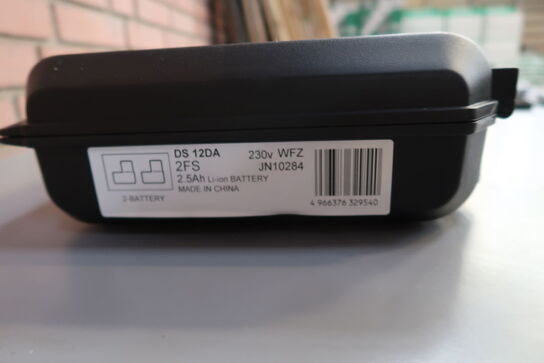 DS 12DA 230v WFZ
2FS JN10284
2.5Ah Li-ion BATTERY
MADE IN CHINA
2-BATTERY
4 966376 329540